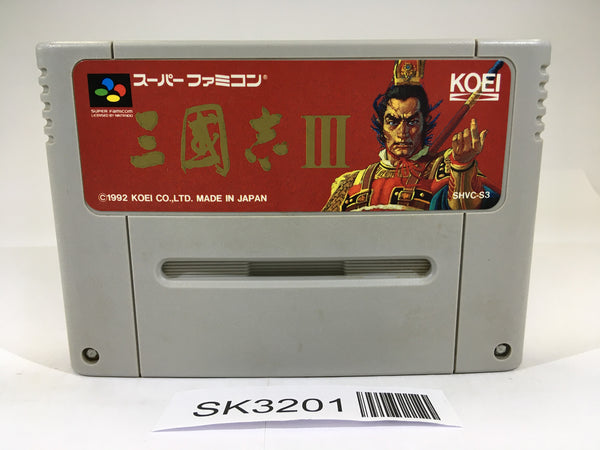 スーパーファミコン®
SUPER FAMICOM
LICENSED BY NINTENDO
三國志III
KOEI
©1992 KOEI CO.,LTD. MADE IN JAPAN
SHVC-S3
SK3201